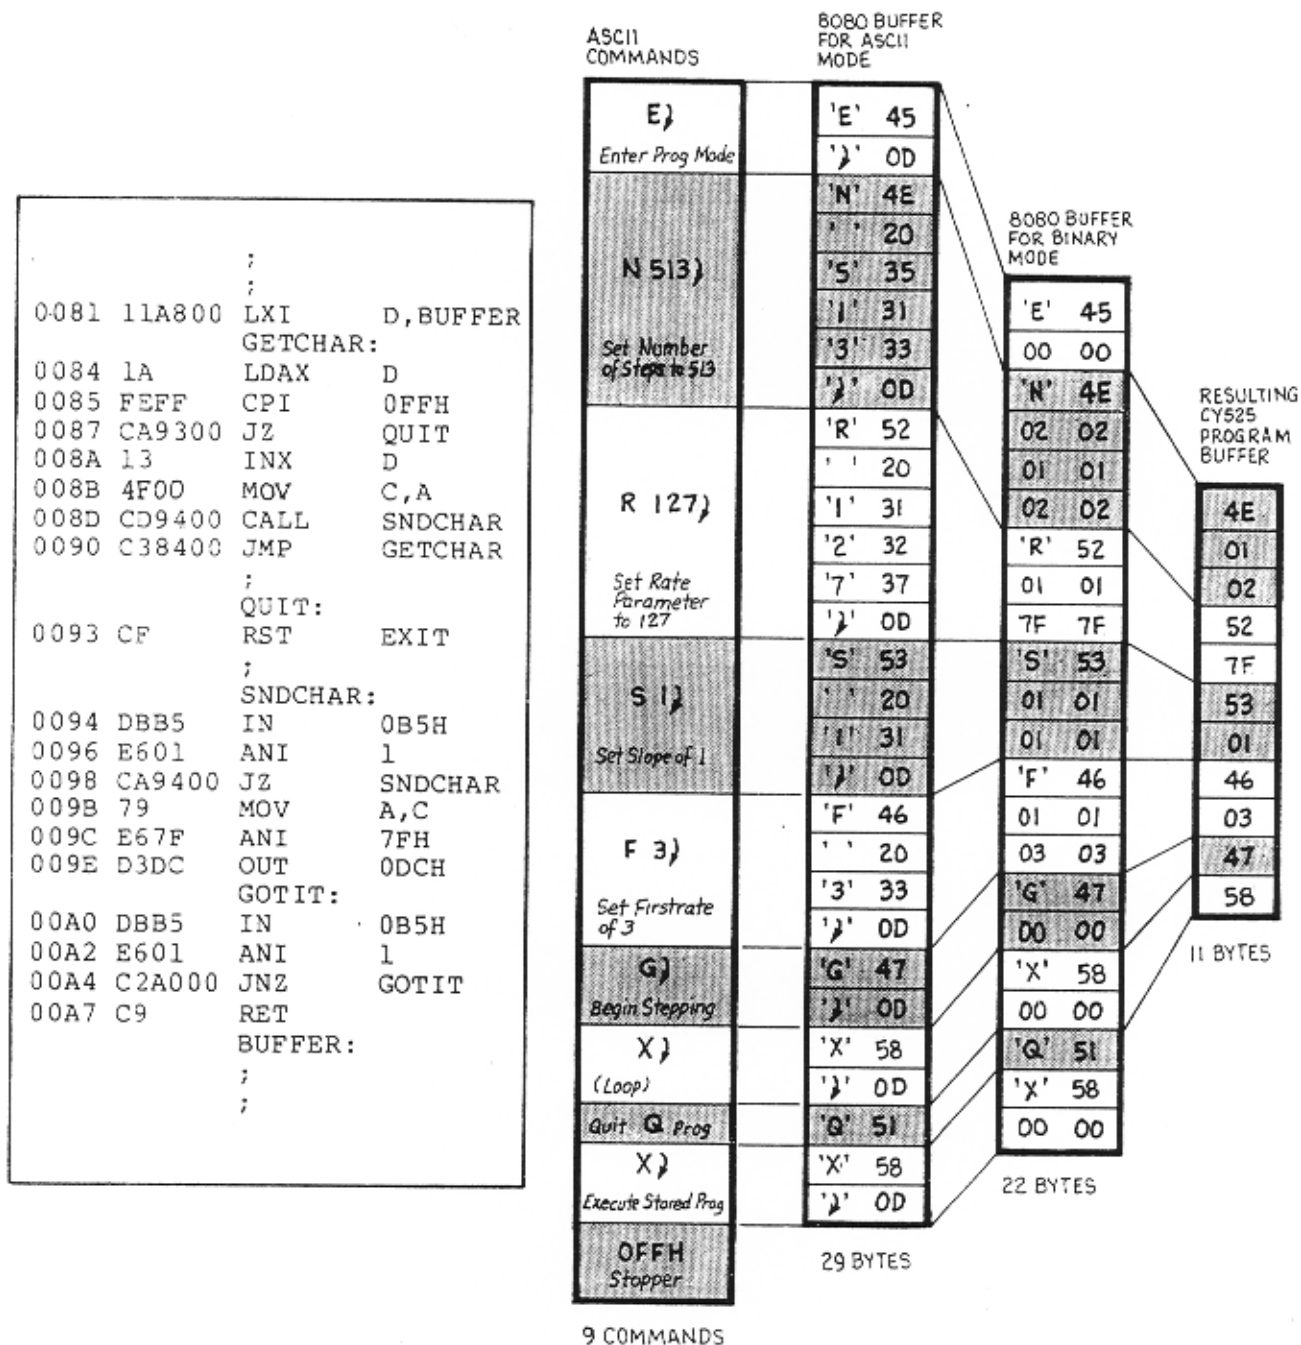 ;
;
0081 11A800 LXI D,BUFFER
GETCHAR:
0084 1A LDAX D
0085 FEFF CPI 0FFH
0087 CA9300 JZ QUIT
008A 13 INX D
008B 4F00 MOV C,A
008D CD9400 CALL SNDCHAR
0090 C38400 JMP GETCHAR
;
QUIT:
0093 CF RST EXIT
;
SNDCHAR:
0094 DBB5 IN 0B5H
0096 E601 ANI 1
0098 CA9400 JZ SNDCHAR
009B 79 MOV A,C
009C E67F ANI 7FH
009E D3DC OUT 0DCH
GOTIT:
00A0 DBB5 IN 0B5H
00A2 E601 ANI 1
00A4 C2A000 JNZ GOTIT
00A7 C9 RET
BUFFER:
;
;
ASCII
COMMANDS
E⤸
Enter Prog Mode
N 513⤸
Set Number
of Steps to 513
R 127⤸
Set Rate
Parameter
to 127
S 1⤸
Set Slope of 1
F 3⤸
Set Firstrate
of 3
G⤸
Begin Stepping
X⤸
(Loop)
Quit Q Prog
X⤸
Execute Stored Prog
OFFH
Stopper
9 COMMANDS
8080 BUFFER
FOR ASCII
MODE
'E' 45
'⤸' 0D
'N' 4E
' ' 20
'5' 35
'1' 31
'3' 33
'⤸' 0D
'R' 52
' ' 20
'1' 31
'2' 32
'7' 37
'⤸' 0D
'S' 53
' ' 20
'1' 31
'⤸' 0D
'F' 46
' ' 20
'3' 33
'⤸' 0D
'G' 47
'⤸' 0D
'X' 58
'⤸' 0D
'Q' 51
'X' 58
'⤸' 0D
29 BYTES
8080 BUFFER
FOR BINARY
MODE
'E' 45
00 00
'N' 4E
02 02
01 01
02 02
'R' 52
01 01
7F 7F
'S' 53
01 01
01 01
'F' 46
01 01
03 03
'G' 47
00 00
'X' 58
00 00
'Q' 51
'X' 58
00 00
22 BYTES
RESULTING
CY525
PROGRAM
BUFFER
4E
01
02
52
7F
53
01
46
03
47
58
11 BYTES